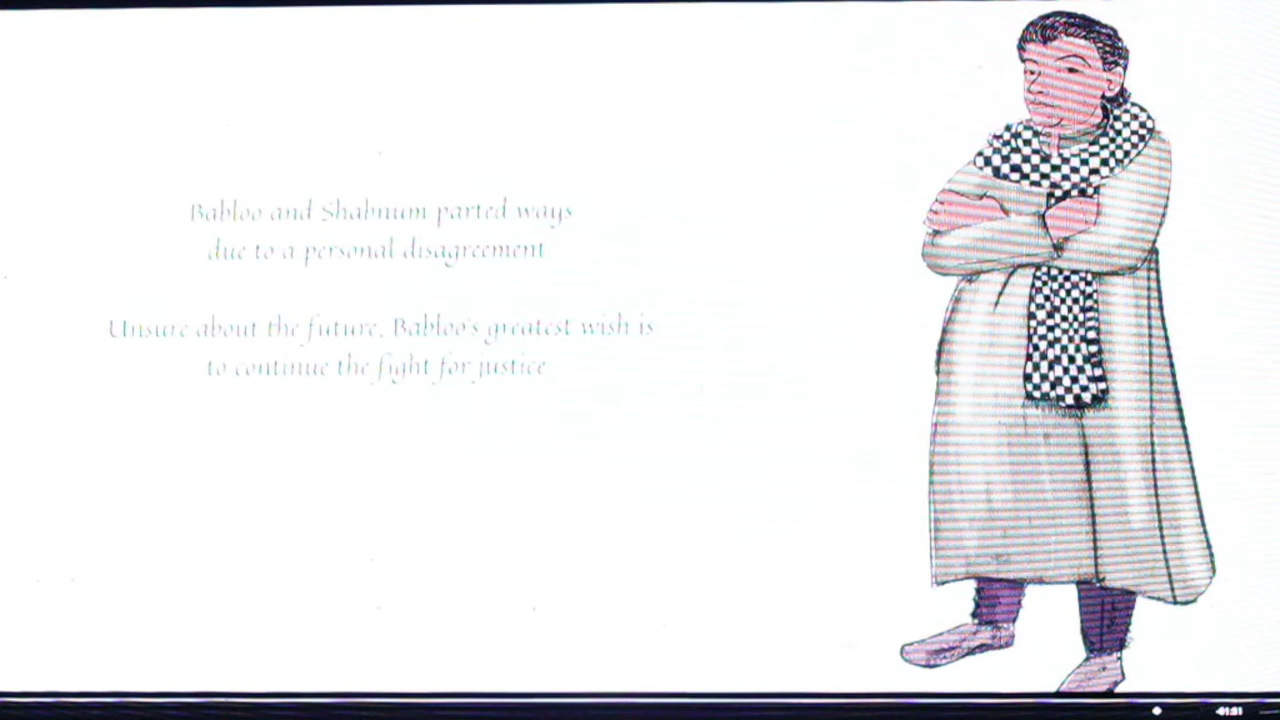 Babloo and Shabnum parted ways
due to a personal disagreement
Unsure about the future, Babloo's greatest wish is
to continue the fight for justice